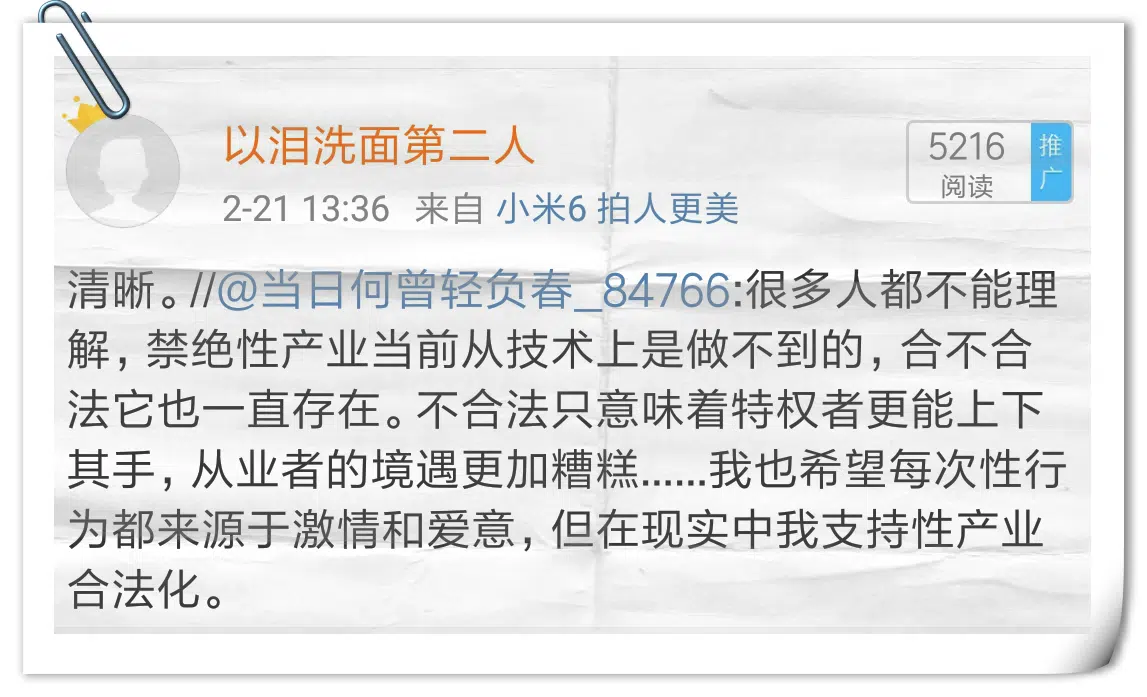 以泪洗面第二人
5216
推
阅读
广
2-21 13:36 来自 小米6 拍人更美
清晰。//@当日何曾轻负春_84766:很多人都不能理
解，禁绝性产业当前从技术上是做不到的，合不合
法它也一直存在。不合法只意味着特权者更能上下
其手，从业者的境遇更加糟糕......我也希望每次性行
为都来源于激情和爱意，但在现实中我支持性产业
合法化。